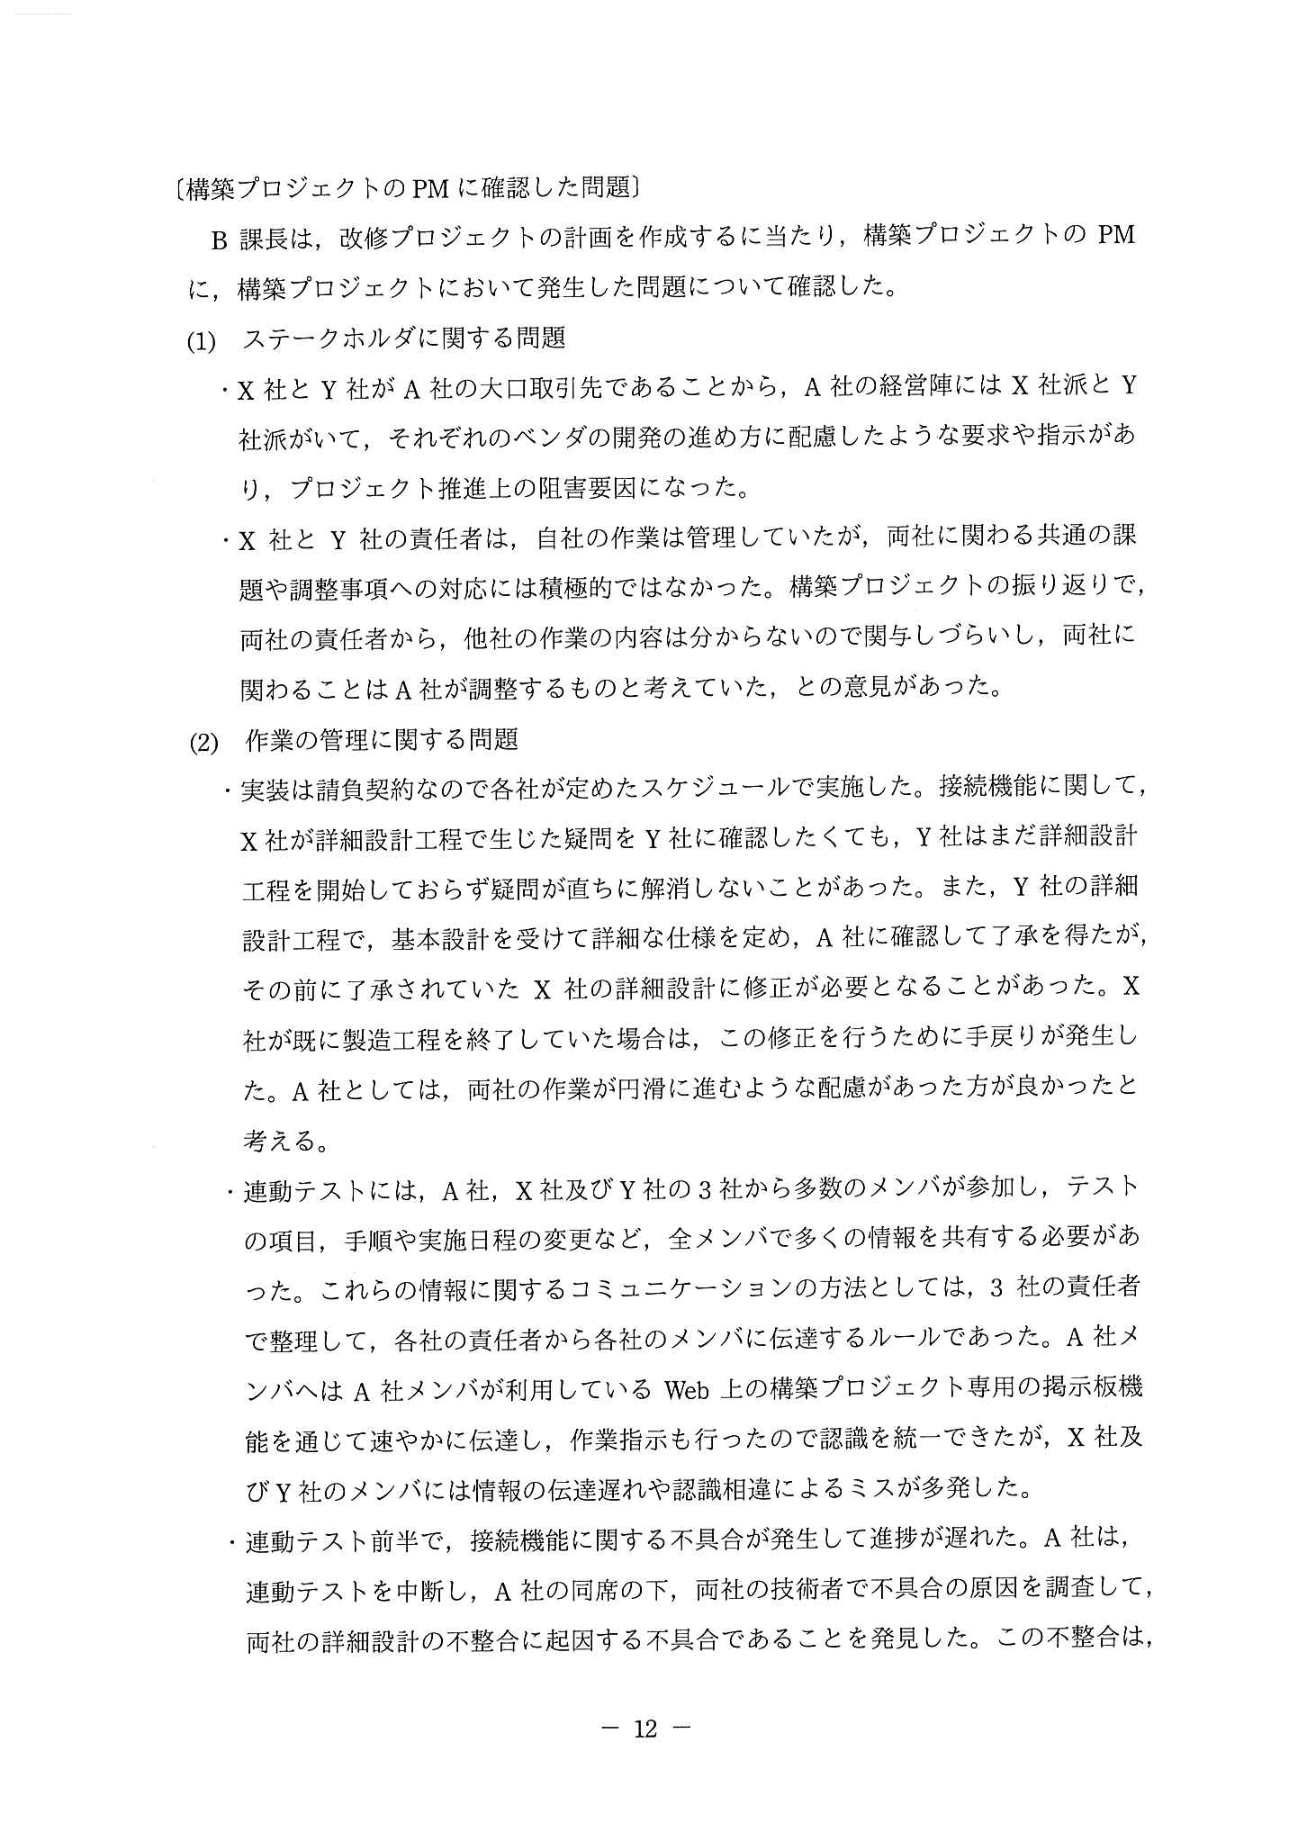 〔構築プロジェクトの PM に確認した問題〕
B 課長は，改修プロジェクトの計画を作成するに当たり，構築プロジェクトの PM
に，構築プロジェクトにおいて発生した問題について確認した。
(1) ステークホルダに関する問題
・X 社と Y 社が A 社の大口取引先であることから，A 社の経営陣には X 社派と Y
社派がいて，それぞれのベンダの開発の進め方に配慮したような要求や指示があ
り，プロジェクト推進上の阻害要因になった。
・X 社と Y 社の責任者は，自社の作業は管理していたが，両社に関わる共通の課
題や調整事項への対応には積極的ではなかった。構築プロジェクトの振り返りで，
両社の責任者から，他社の作業の内容は分からないので関与しづらいし，両社に
関わることは A 社が調整するものと考えていた，との意見があった。
(2) 作業の管理に関する問題
・実装は請負契約なので各社が定めたスケジュールで実施した。接続機能に関して，
X 社が詳細設計工程で生じた疑問を Y 社に確認したくても，Y 社はまだ詳細設計
工程を開始しておらず疑問が直ちに解消しないことがあった。また，Y 社の詳細
設計工程で，基本設計を受けて詳細な仕様を定め，A 社に確認して了承を得たが，
その前に了承されていた X 社の詳細設計に修正が必要となることがあった。X
社が既に製造工程を終了していた場合は，この修正を行うために手戻りが発生し
た。A 社としては，両社の作業が円滑に進むような配慮があった方が良かったと
考える。
・連動テストには，A 社，X 社及び Y 社の 3 社から多数のメンバが参加し，テスト
の項目，手順や実施日程の変更など，全メンバで多くの情報を共有する必要があ
った。これらの情報に関するコミュニケーションの方法としては，3 社の責任者
で整理して，各社の責任者から各社のメンバに伝達するルールであった。A 社メ
ンバへは A 社メンバが利用している Web 上の構築プロジェクト専用の掲示板機
能を通じて速やかに伝達し，作業指示も行ったので認識を統一できたが，X 社及
び Y 社のメンバには情報の伝達遅れや認識相違によるミスが多発した。
・連動テスト前半で，接続機能に関する不具合が発生して進捗が遅れた。A 社は，
連動テストを中断し，A 社の同席の下，両社の技術者で不具合の原因を調査して，
両社の詳細設計の不整合に起因する不具合であることを発見した。この不整合は，
－ 12 －